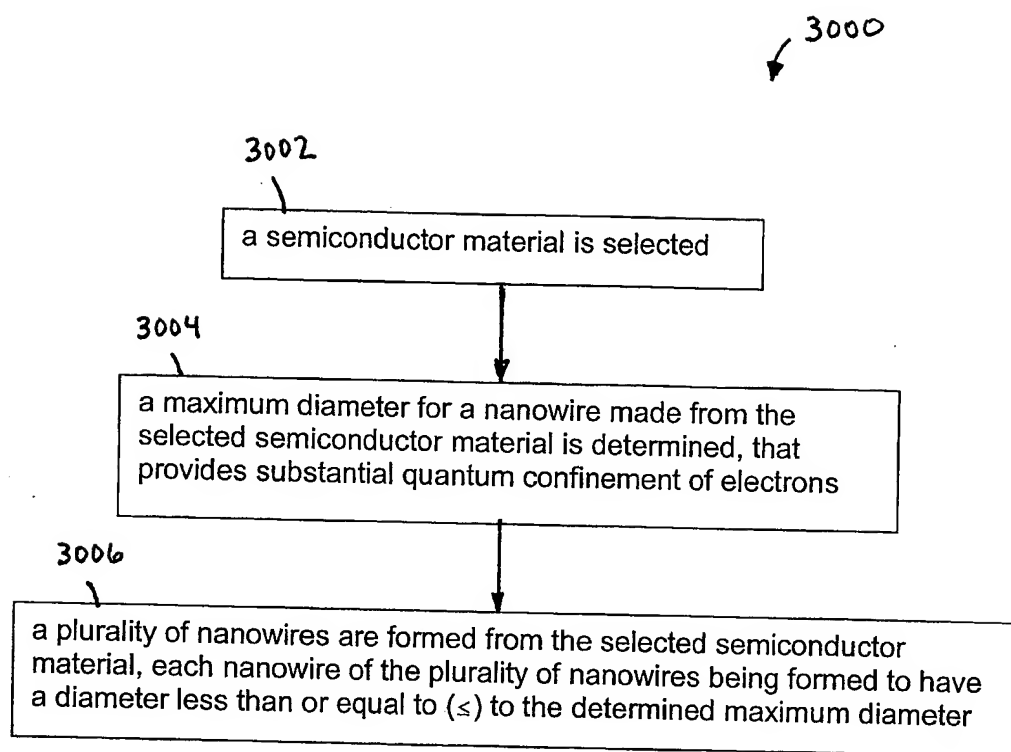 3000
3002
a semiconductor material is selected
3004
a maximum diameter for a nanowire made from the
selected semiconductor material is determined, that
provides substantial quantum confinement of electrons
3006
a plurality of nanowires are formed from the selected semiconductor
material, each nanowire of the plurality of nanowires being formed to have
a diameter less than or equal to (≤) to the determined maximum diameter